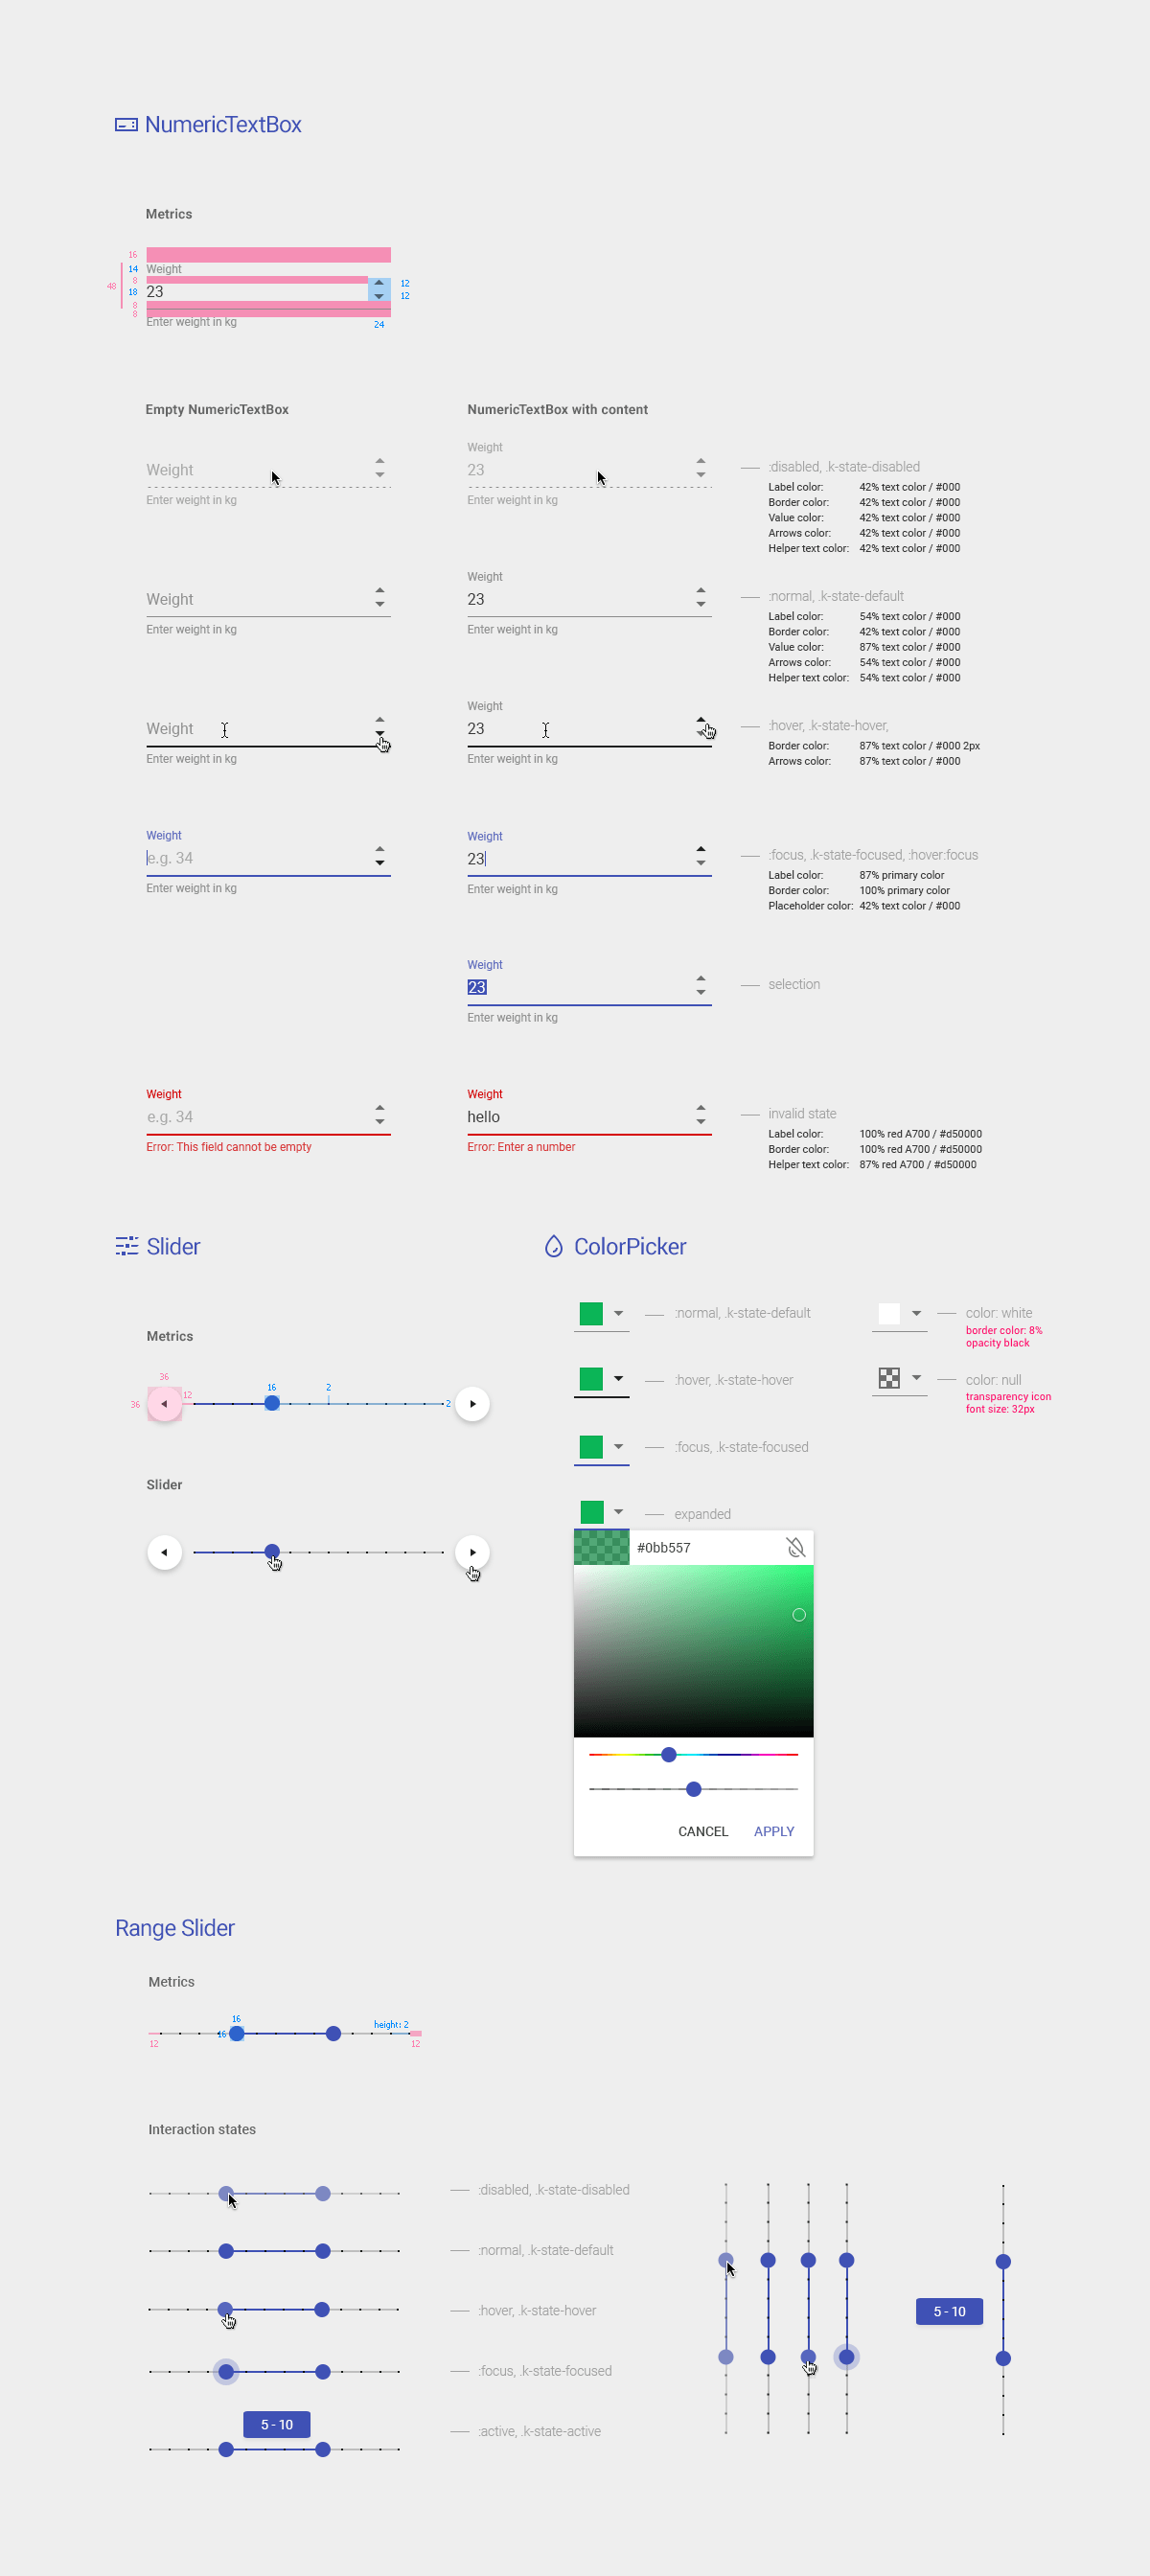 NumericTextBox
Metrics
16
14
Weight
8
48
18
23
12
12
8
8
Enter weight in kg
24
Empty NumericTextBox
NumericTextBox with content
Weight
Weight
23
Enter weight in kg
Enter weight in kg
:disabled, .k-state-disabled
Label color: 42% text color / #000
Border color: 42% text color / #000
Value color: 42% text color / #000
Arrows color: 42% text color / #000
Helper text color: 42% text color / #000
Weight
Weight
23
Enter weight in kg
Enter weight in kg
:normal, .k-state-default
Label color: 54% text color / #000
Border color: 42% text color / #000
Value color: 87% text color / #000
Arrows color: 54% text color / #000
Helper text color: 54% text color / #000
Weight
Weight
23
Enter weight in kg
Enter weight in kg
:hover, .k-state-hover,
Border color: 87% text color / #000 2px
Arrows color: 87% text color / #000
Weight
e.g. 34
Enter weight in kg
Weight
23
Enter weight in kg
:focus, .k-state-focused, :hover:focus
Label color: 87% primary color
Border color: 100% primary color
Placeholder color: 42% text color / #000
Weight
23
Enter weight in kg
selection
Weight
e.g. 34
Error: This field cannot be empty
Weight
hello
Error: Enter a number
invalid state
Label color: 100% red A700 / #d50000
Border color: 100% red A700 / #d50000
Helper text color: 87% red A700 / #d50000
Slider
Metrics
36
36
12
16
2
2
Slider
ColorPicker
:normal, .k-state-default
color: white
border color: 8%
opacity black
:hover, .k-state-hover
color: null
transparency icon
font size: 32px
:focus, .k-state-focused
expanded
#0bb557
CANCEL
APPLY
Range Slider
Metrics
16
16
height: 2
12
12
Interaction states
:disabled, .k-state-disabled
:normal, .k-state-default
:hover, .k-state-hover
:focus, .k-state-focused
5 - 10
:active, .k-state-active
5 - 10